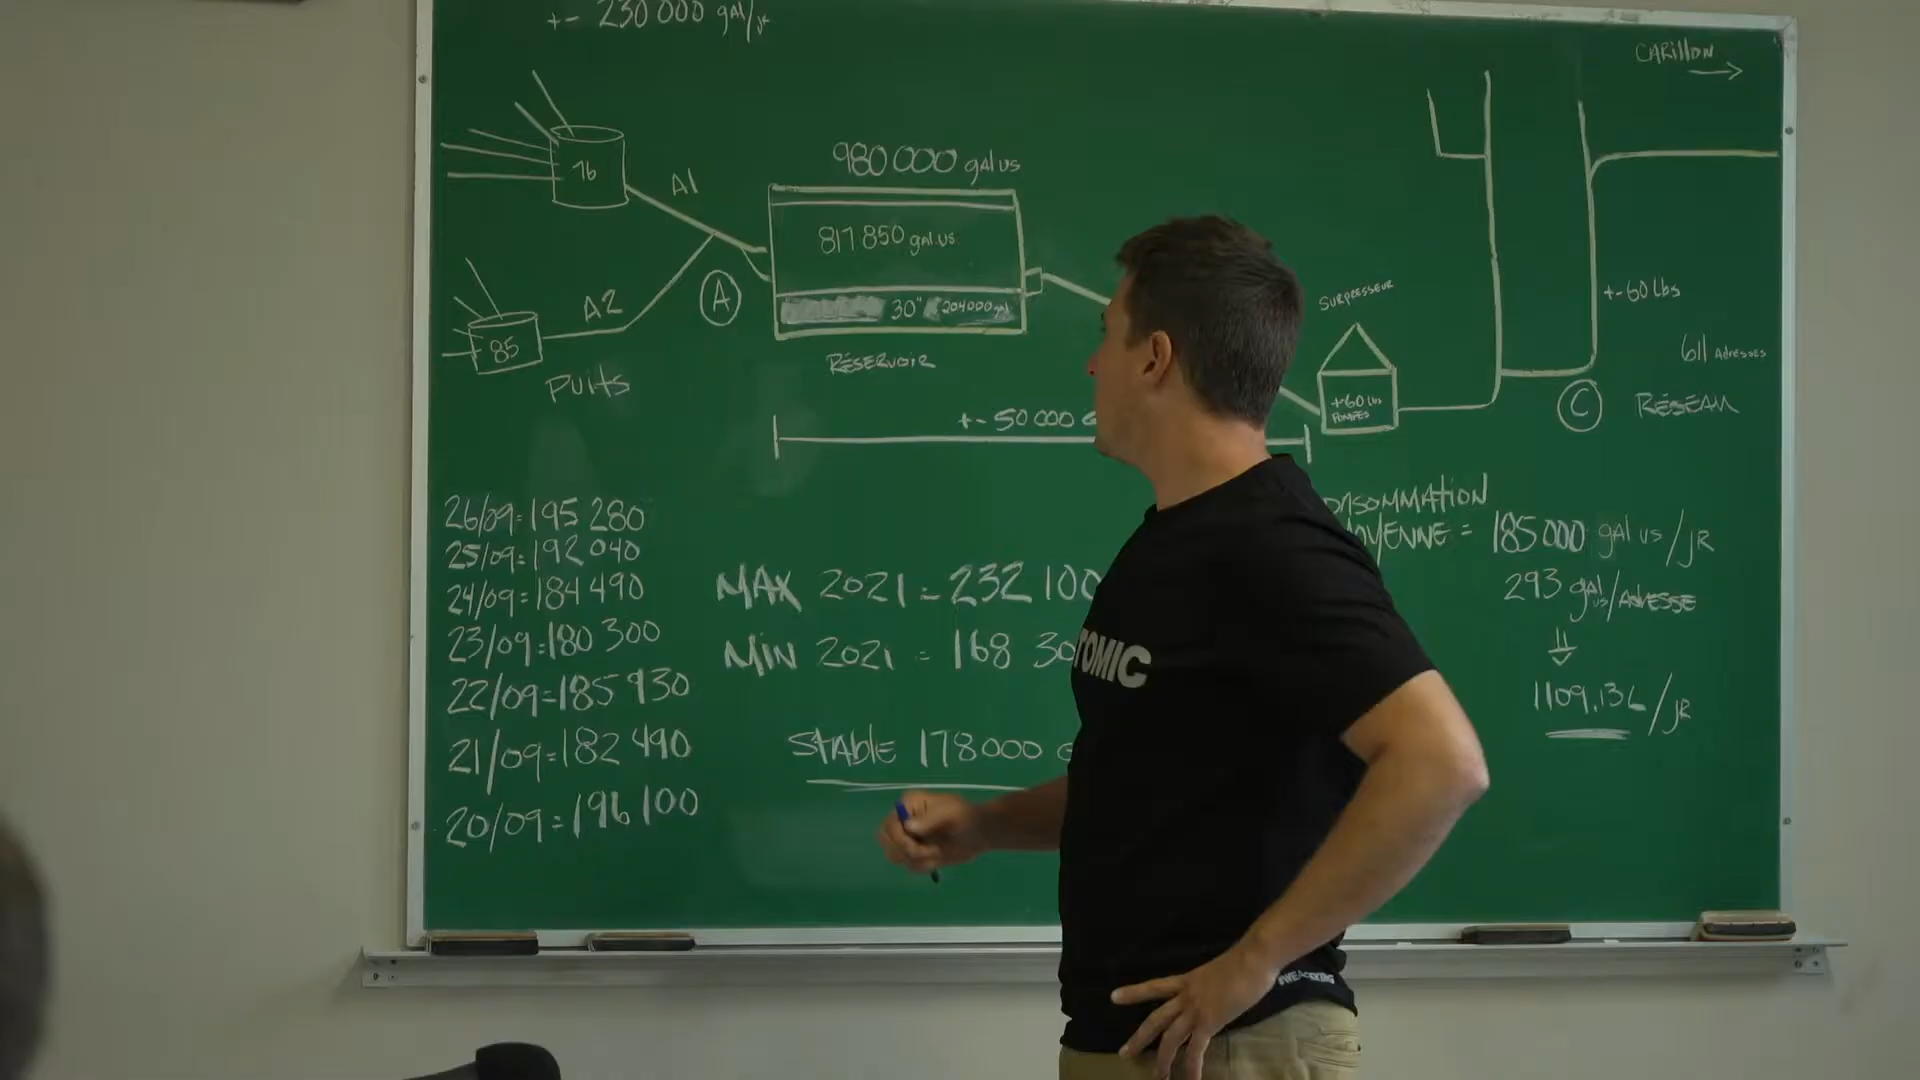 +- 230 000 gal/jr
CARillON
→
76
A1
980 000 gAl US
817 850 gAl.US
A2
A
30" 204000 gal
85
PUits
RÉSERVOIR
SURPRESSEUR
+-60 Lbs
611 Adresses
+60 Lbs
POMPES
C
RÉSEAU
+- 50 000 G
26/09=195 280
25/09=192 040
24/09=184 490
23/09=180 300
22/09=185 930
21/09=182 490
20/09=196 100
MAX 2021 = 232 100
MiN 2021 = 168 30
StABLE 178 000 G
ONSOMMAtiON
OYENNE = 185 000 gAl US/JR
293 gAl US/ADRESSE
1109,13L/JR
TOMIC